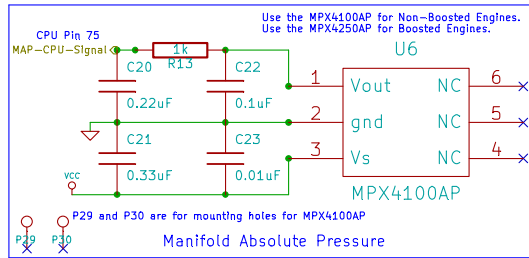 Use the MPX4100AP for Non-Boosted Engines.
Use the MPX4250AP for Boosted Engines.
CPU Pin 75
MAP-CPU-Signal
1k
R13
U6
C20
0.22uF
C22
0.1uF
1
Vout
NC
6
2
gnd
NC
5
3
Vs
NC
4
C21
0.33uF
C23
0.01uF
vcc
MPX4100AP
P29 and P30 are for mounting holes for MPX4100AP
P29
P30
Manifold Absolute Pressure